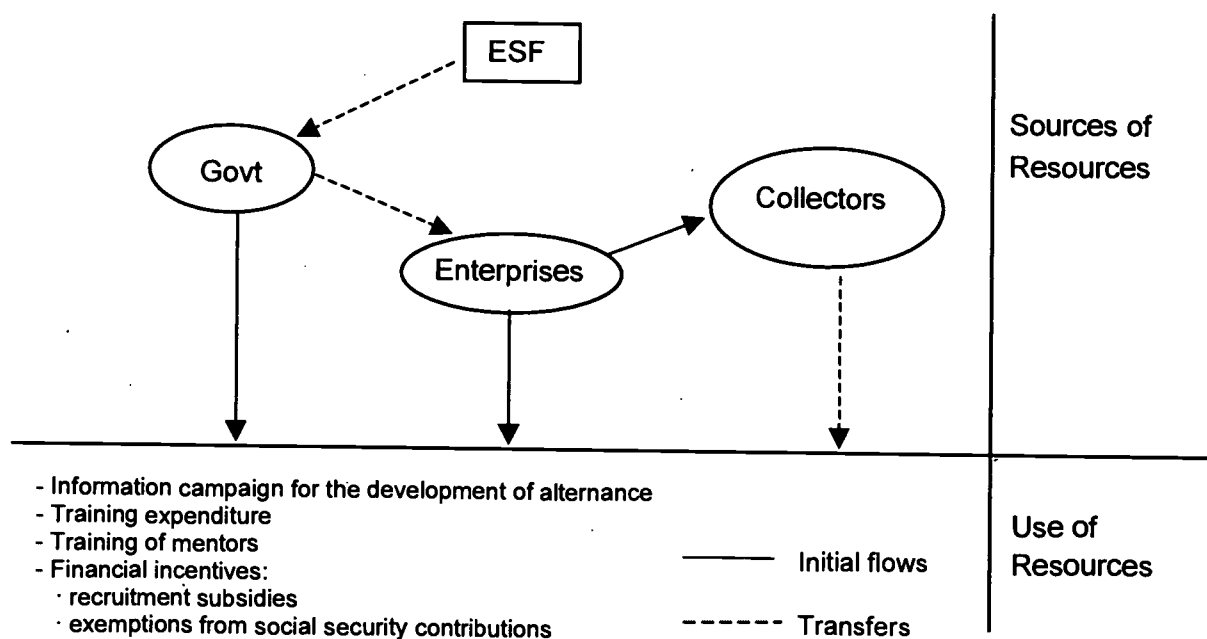 ESF
Sources of
Resources
Govt
Collectors
Enterprises
- Information campaign for the development of alternance
- Training expenditure
- Training of mentors
- Financial incentives:
· recruitment subsidies
· exemptions from social security contributions
Initial flows
Transfers
Use of
Resources